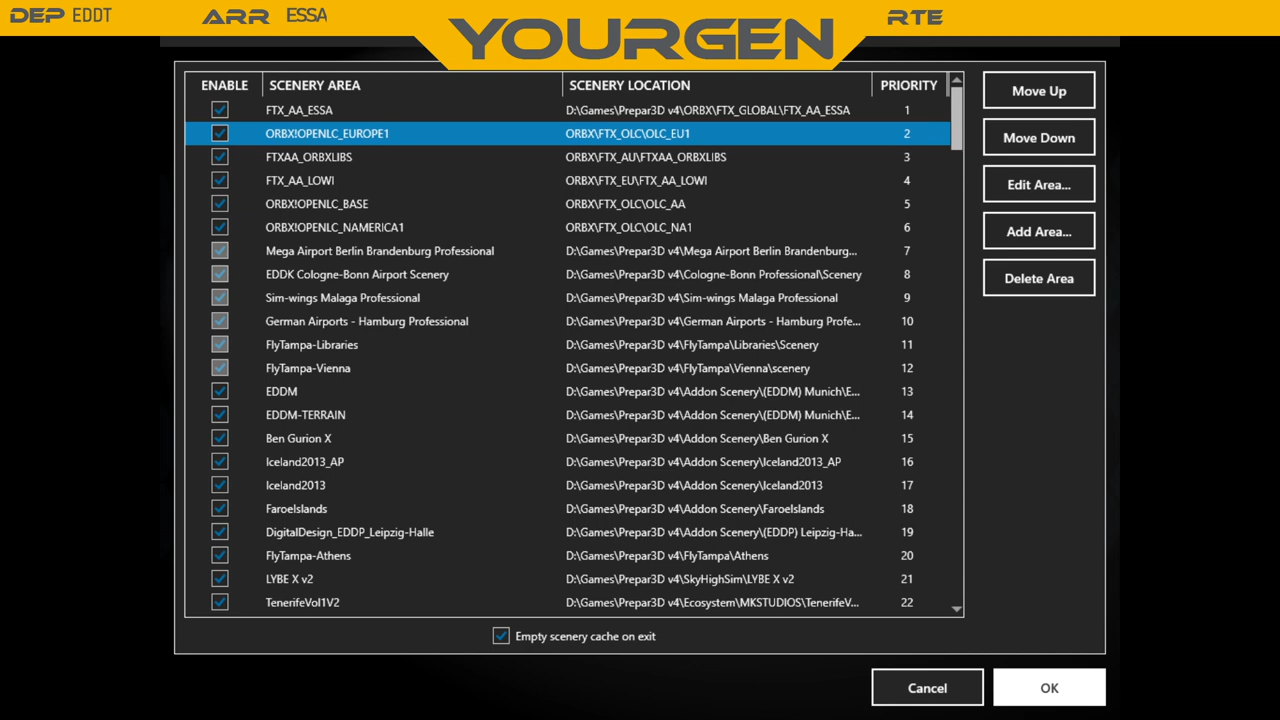 DEP EDDT ARR ESSA YOURGEN RTE
ENABLE SCENERY AREA SCENERY LOCATION PRIORITY
FTX_AA_ESSA D:\Games\Prepar3D v4\ORBX\FTX_GLOBAL\FTX_AA_ESSA 1
ORBX!OPENLC_EUROPE1 ORBX\FTX_OLC\OLC_EU1 2
FTXAA_ORBXLIBS ORBX\FTX_AU\FTXAA_ORBXLIBS 3
FTX_AA_LOWI ORBX\FTX_EU\FTX_AA_LOWI 4
ORBX!OPENLC_BASE ORBX\FTX_OLC\OLC_AA 5
ORBX!OPENLC_NAMERICA1 ORBX\FTX_OLC\OLC_NA1 6
Mega Airport Berlin Brandenburg Professional D:\Games\Prepar3D v4\Mega Airport Berlin Brandenburg... 7
EDDK Cologne-Bonn Airport Scenery D:\Games\Prepar3D v4\Cologne-Bonn Professional\Scenery 8
Sim-wings Malaga Professional D:\Games\Prepar3D v4\Sim-wings Malaga Professional 9
German Airports - Hamburg Professional D:\Games\Prepar3D v4\German Airports - Hamburg Profe... 10
FlyTampa-Libraries D:\Games\Prepar3D v4\FlyTampa\Libraries\Scenery 11
FlyTampa-Vienna D:\Games\Prepar3D v4\FlyTampa\Vienna\scenery 12
EDDM D:\Games\Prepar3D v4\Addon Scenery\(EDDM) Munich\E... 13
EDDM-TERRAIN D:\Games\Prepar3D v4\Addon Scenery\(EDDM) Munich\E... 14
Ben Gurion X D:\Games\Prepar3D v4\Addon Scenery\Ben Gurion X 15
Iceland2013_AP D:\Games\Prepar3D v4\Addon Scenery\Iceland2013_AP 16
Iceland2013 D:\Games\Prepar3D v4\Addon Scenery\Iceland2013 17
FaroeIslands D:\Games\Prepar3D v4\Addon Scenery\FaroeIslands 18
DigitalDesign_EDDP_Leipzig-Halle D:\Games\Prepar3D v4\Addon Scenery\(EDDP) Leipzig-Ha... 19
FlyTampa-Athens D:\Games\Prepar3D v4\FlyTampa\Athens 20
LYBE X v2 D:\Games\Prepar3D v4\SkyHighSim\LYBE X v2 21
TenerifeVol1V2 D:\Games\Prepar3D v4\Ecosystem\MKSTUDIOS\TenerifeV... 22
Move Up
Move Down
Edit Area...
Add Area...
Delete Area
Empty scenery cache on exit
Cancel OK